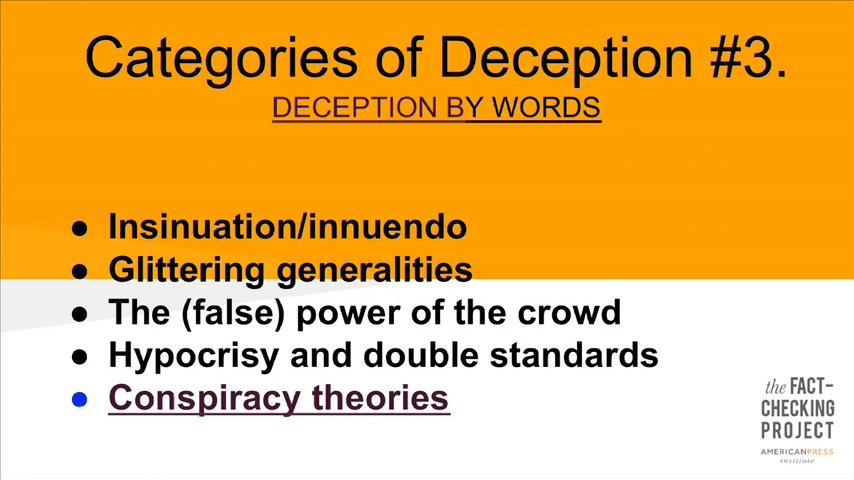 Categories of Deception #3.
DECEPTION BY WORDS
● Insinuation/innuendo
● Glittering generalities
● The (false) power of the crowd
● Hypocrisy and double standards
● Conspiracy theories
the FACT-
CHECKING
PROJECT
AMERICANPRESS
institute